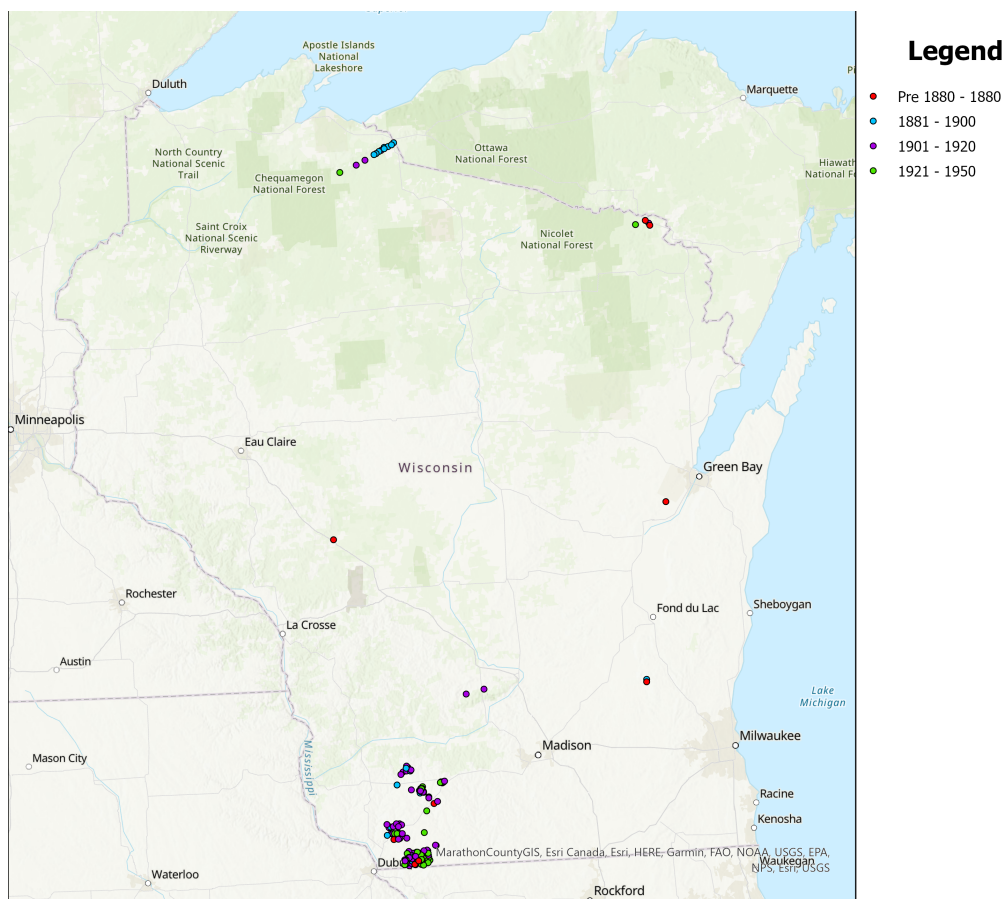 Apostle Islands
National
Lakeshore
Duluth
Marquette
Legend
Pre 1880 - 1880
1881 - 1900
1901 - 1920
1921 - 1950
North Country
National Scenic
Trail
Ottawa
National Forest
Chequamegon
National Forest
Hiawath
National Fo
Saint Croix
National Scenic
Riverway
Nicolet
National Forest
Minneapolis
Eau Claire
Wisconsin
Green Bay
Rochester
Fond du Lac
Sheboygan
La Crosse
Austin
Lake
Michigan
Milwaukee
Madison
Mississippi
Mason City
Racine
Kenosha
Dub
MarathonCountyGIS, Esri Canada, Esri, HERE, Garmin, FAO, NOAA, USGS, EPA,
NPS, Esri, USGS
Waukegan
Waterloo
Rockford